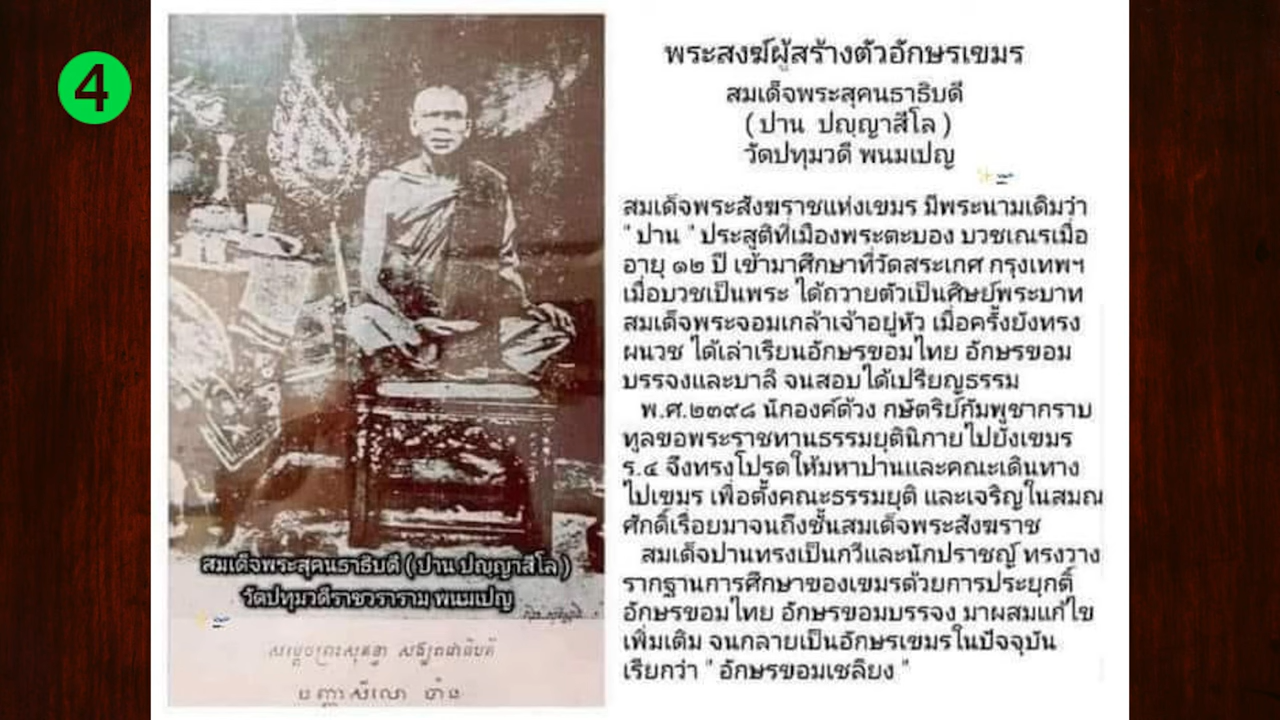 4
พระสงฆ์ผู้สร้างตัวอักษรเขมร
สมเด็จพระสุคนธาธิบดี
( ปาน ปญฺญาสีโล )
วัดปทุมวดี พนมเปญ
สมเด็จพระสังฆราชแห่งเขมร มีพระนามเดิมว่า
" ปาน " ประสูติที่เมืองพระตะบอง บวชเณรเมื่อ
อายุ ๑๒ ปี เข้ามาศึกษาที่วัดสระเกศ กรุงเทพฯ
เมื่อบวชเป็นพระ ได้ถวายตัวเป็นศิษย์พระบาท
สมเด็จพระจอมเกล้าเจ้าอยู่หัว เมื่อครั้งยังทรง
ผนวช ได้เล่าเรียนอักษรขอมไทย อักษรขอม
บรรจงและบาลี จนสอบได้เปรียญธรรม
พ.ศ.๒๓๙๘ นักองค์ด้วง กษัตริย์กัมพูชากราบ
ทูลขอพระราชทานธรรมยุตินิกายไปยังเขมร
ร.๔ จึงทรงโปรดให้มหาปานและคณะเดินทาง
ไปเขมร เพื่อตั้งคณะธรรมยุติ และเจริญในสมณ
ศักดิ์เรื่อยมาจนถึงชั้นสมเด็จพระสังฆราช
สมเด็จปานทรงเป็นกวีและนักปราชญ์ ทรงวาง
รากฐานการศึกษาของเขมรด้วยการประยุกต์
อักษรขอมไทย อักษรขอมบรรจง มาผสมแก้ไข
เพิ่มเติม จนกลายเป็นอักษรเขมรในปัจจุบัน
เรียกว่า " อักษรขอมเชลียง "
สมเด็จพระสุคนธาธิบดี ( ปาน ปญฺญาสีโล )
วัดปทุมวดีราชวราราม พนมเปญ